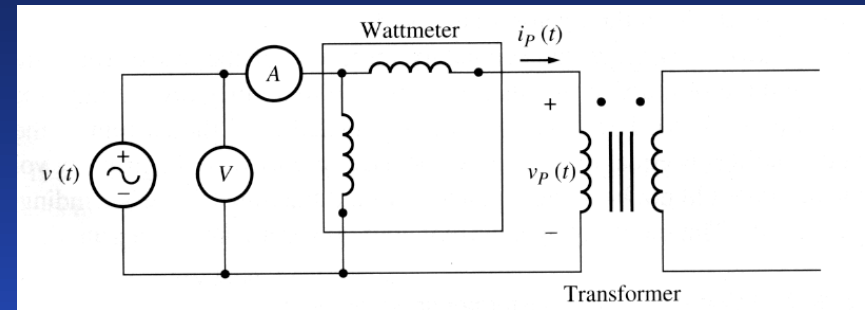 Wattmeter
i_P (t)
A
+
+
v (t)
V
v_P (t)
−
−
Transformer